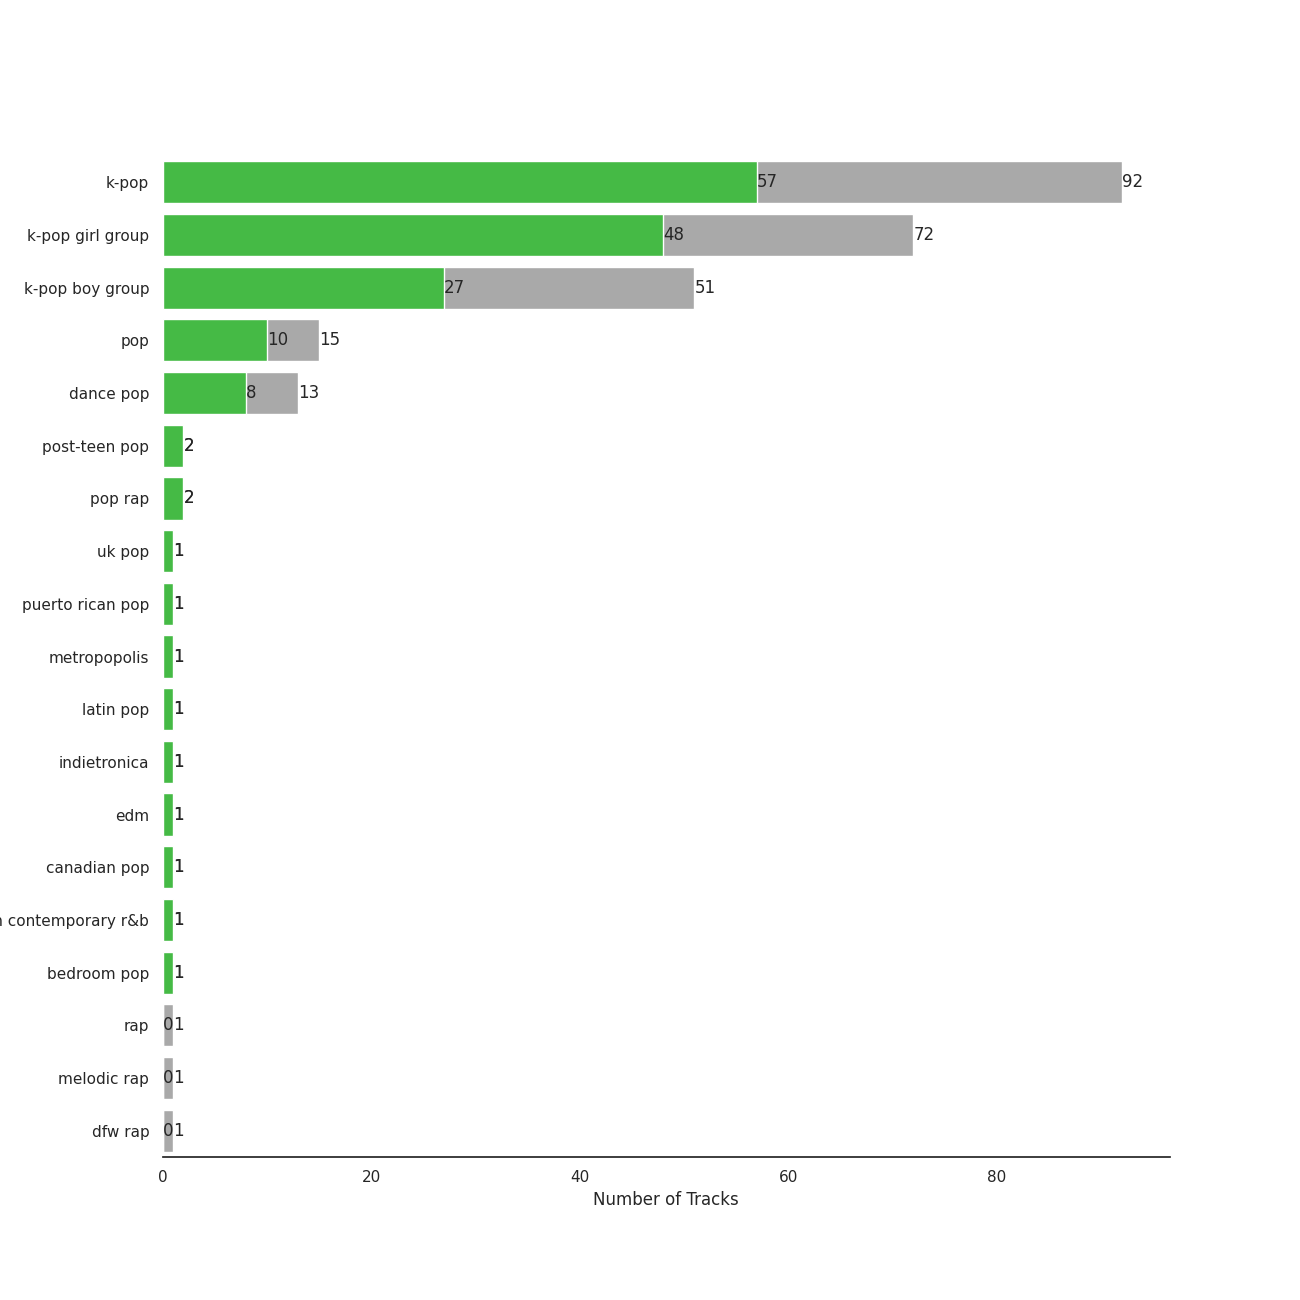 k-pop 57 92
k-pop girl group 48 72
k-pop boy group 27 51
pop 10 15
dance pop 8 13
post-teen pop 2
pop rap 2
uk pop 1
puerto rican pop 1
metropopolis 1
latin pop 1
indietronica 1
edm 1
canadian pop 1
contemporary r&b 1
bedroom pop 1
rap 0 1
melodic rap 0 1
dfw rap 0 1
0 20 40 60 80
Number of Tracks